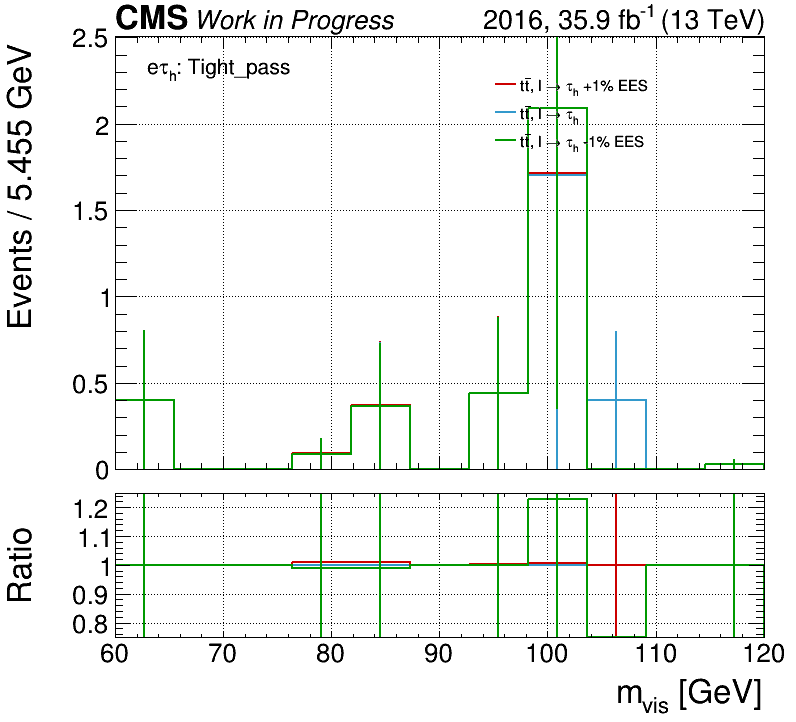 CMS Work in Progress 2016, 35.9 fb⁻¹ (13 TeV)
eτₕ: Tight_pass
tt̄, l → τₕ +1% EES
tt̄, l → τₕ
tt̄, l → τₕ -1% EES
Events / 5.455 GeV
2.5
2
1.5
1
0.5
0
Ratio
1.2
1.1
1
0.9
0.8
60 70 80 90 100 110 120
m_vis [GeV]